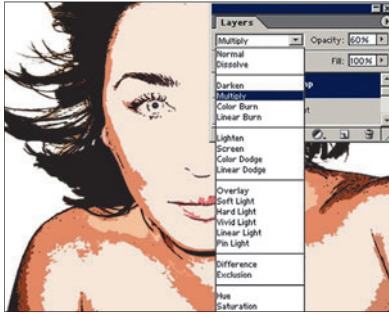 Layers
Multiply Opacity: 60%
Normal
Dissolve
Fill: 100%
Darken
Multiply
Color Burn
Linear Burn
Lighten
Screen
Color Dodge
Linear Dodge
Overlay
Soft Light
Hard Light
Vivid Light
Linear Light
Pin Light
Difference
Exclusion
Hue
Saturation